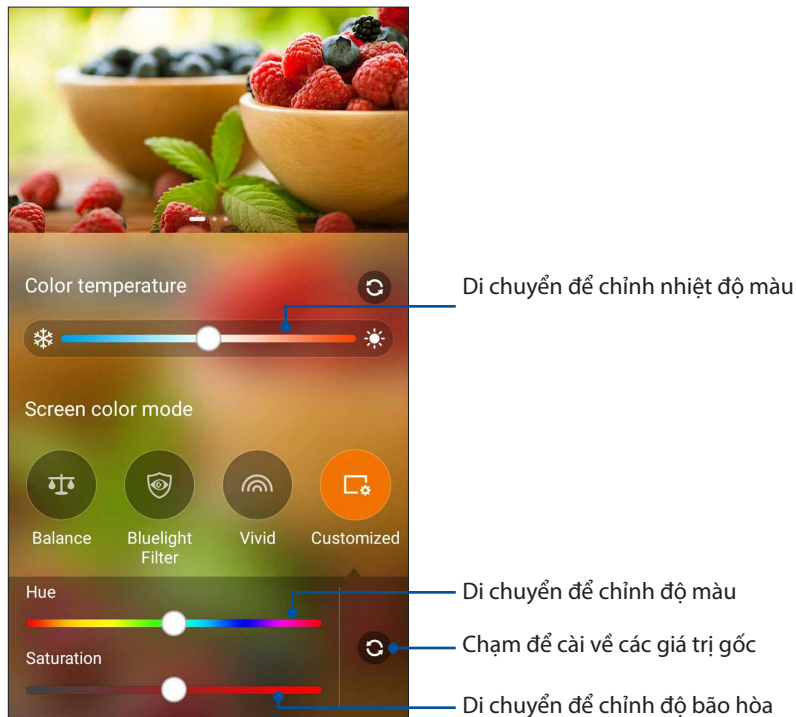 Color temperature
Di chuyển để chỉnh nhiệt độ màu
Screen color mode
Balance
Bluelight
Filter
Vivid
Customized
Hue
Di chuyển để chỉnh độ màu
Chạm để cài về các giá trị gốc
Saturation
Di chuyển để chỉnh độ bão hòa